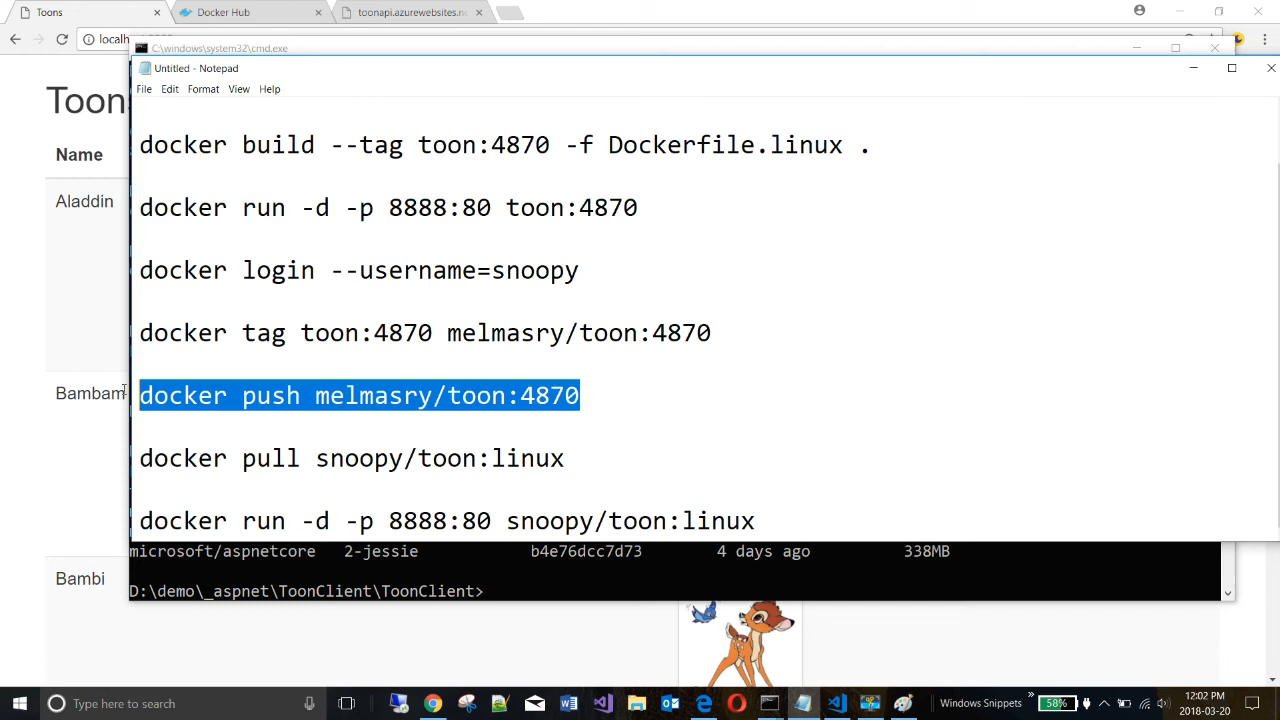 Toons
Docker Hub
toonapi.azurewebsites.ne
C:\windows\system32\cmd.exe
Untitled - Notepad
File Edit Format View Help
Name
docker build --tag toon:4870 -f Dockerfile.linux .
Aladdin
docker run -d -p 8888:80 toon:4870
docker login --username=snoopy
docker tag toon:4870 melmasry/toon:4870
Bambam
docker push melmasry/toon:4870
docker pull snoopy/toon:linux
docker run -d -p 8888:80 snoopy/toon:linux
microsoft/aspnetcore 2-jessie b4e76dcc7d73 4 days ago 338MB
Bambi
D:\demo\_aspnet\ToonClient\ToonClient>
Type here to search
Windows Snippets
58%
12:02 PM
2018-03-20